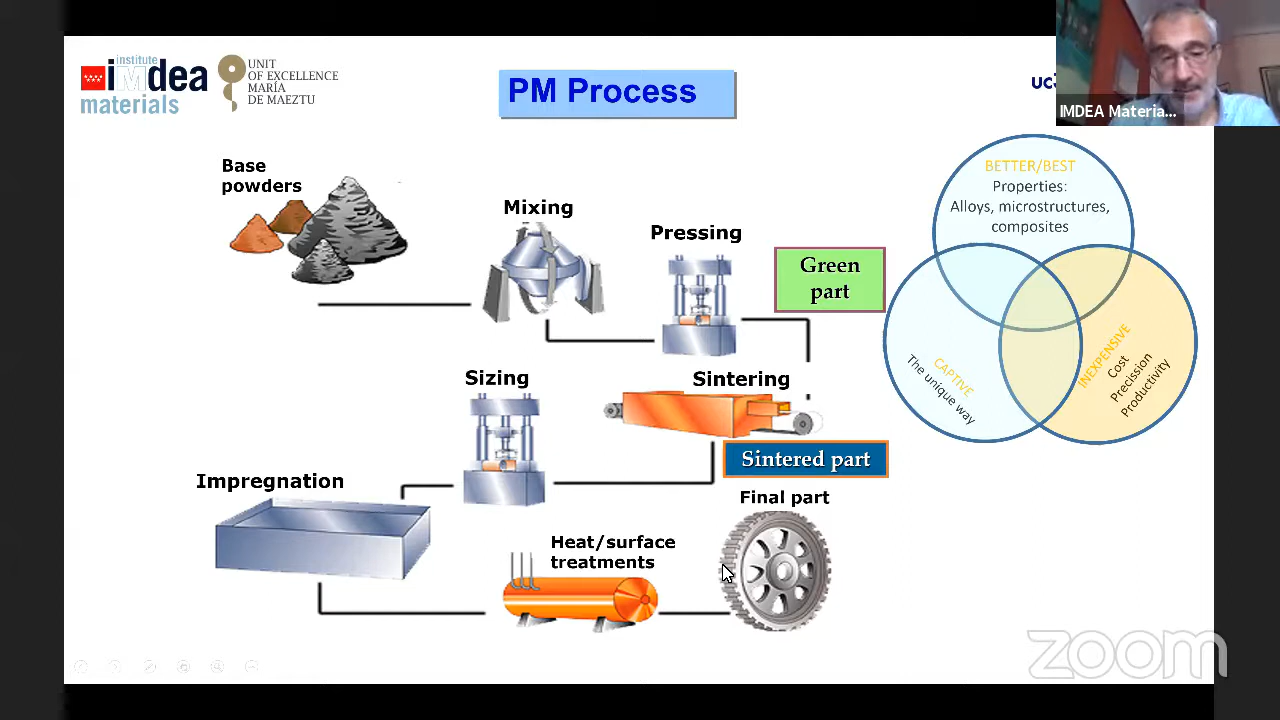 institute
imdea
materials
UNIT
OF EXCELLENCE
MARÍA
DE MAEZTU
PM Process
IMDEA Materia...
Base
powders
Mixing
Pressing
Green
part
BETTER/BEST
Properties:
Alloys, microstructures,
composites
CAPTIVE
The unique way
INEXPENSIVE
Cost
Precission
Productivity
Sizing
Sintering
Sintered part
Impregnation
Final part
Heat/surface
treatments
zoom